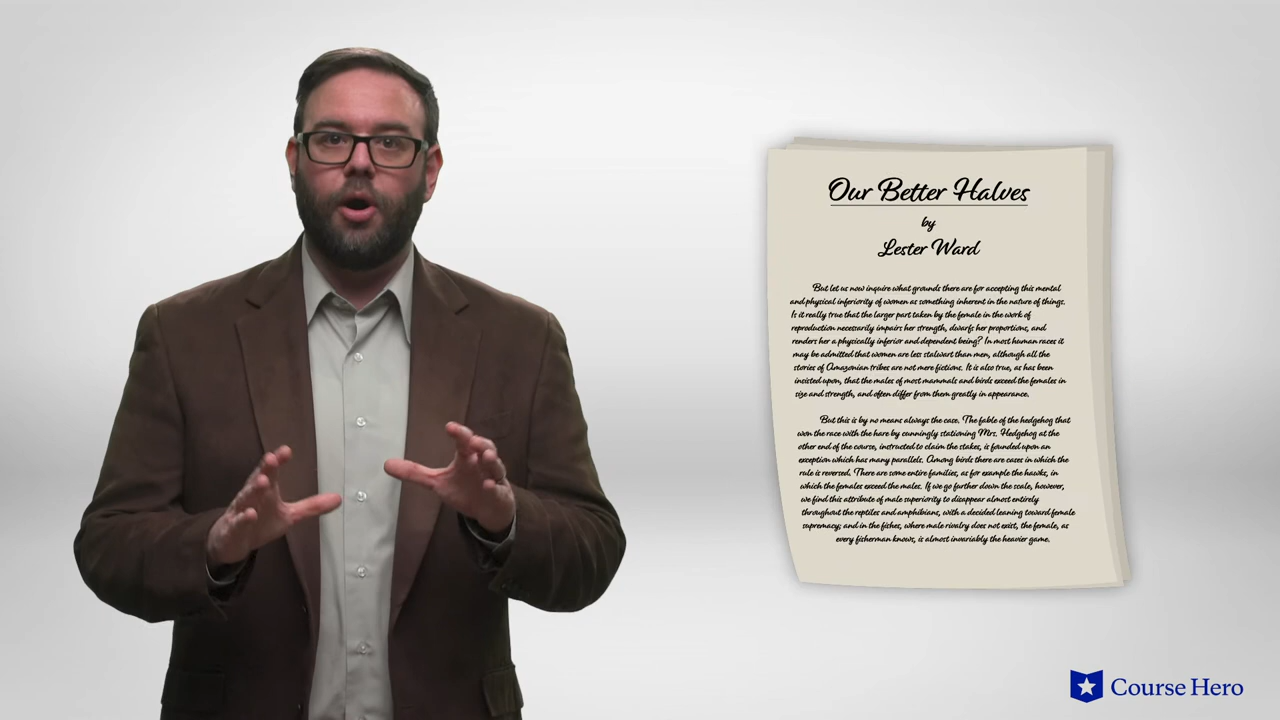 Our Better Halves
by
Lester Ward
But let us now inquire what grounds there are for accepting this mental
and physical inferiority of women as something inherent in the nature of things.
Is it really true that the larger part taken by the female in the work of
reproduction necessarily impairs her strength, dwarfs her proportions, and
renders her a physically inferior and dependent being? In most human races it
may be admitted that women are less stalwart than men, although all the
stories of Amazonian tribes are not mere fictions. It is also true, as has been
insisted upon, that the males of most mammals and birds exceed the females in
size and strength, and often differ from them greatly in appearance.
But this is by no means always the case. The fable of the hedgehog that
won the race with the hare by cunningly stationing Mrs. Hedgehog at the
other end of the course, instructed to claim the stakes, is founded upon an
exception which has many parallels. Among birds there are cases in which the
rule is reversed. There are some entire families, as for example the hawks, in
which the females exceed the males. If we go further down the scale, however,
we find this attribute of male superiority to disappear almost entirely
throughout the reptiles and amphibians, with a decided leaning toward female
supremacy; and in the fishes, where male rivalry does not exist, the female, as
every fisherman knows, is almost invariably the heavier game.
Course Hero